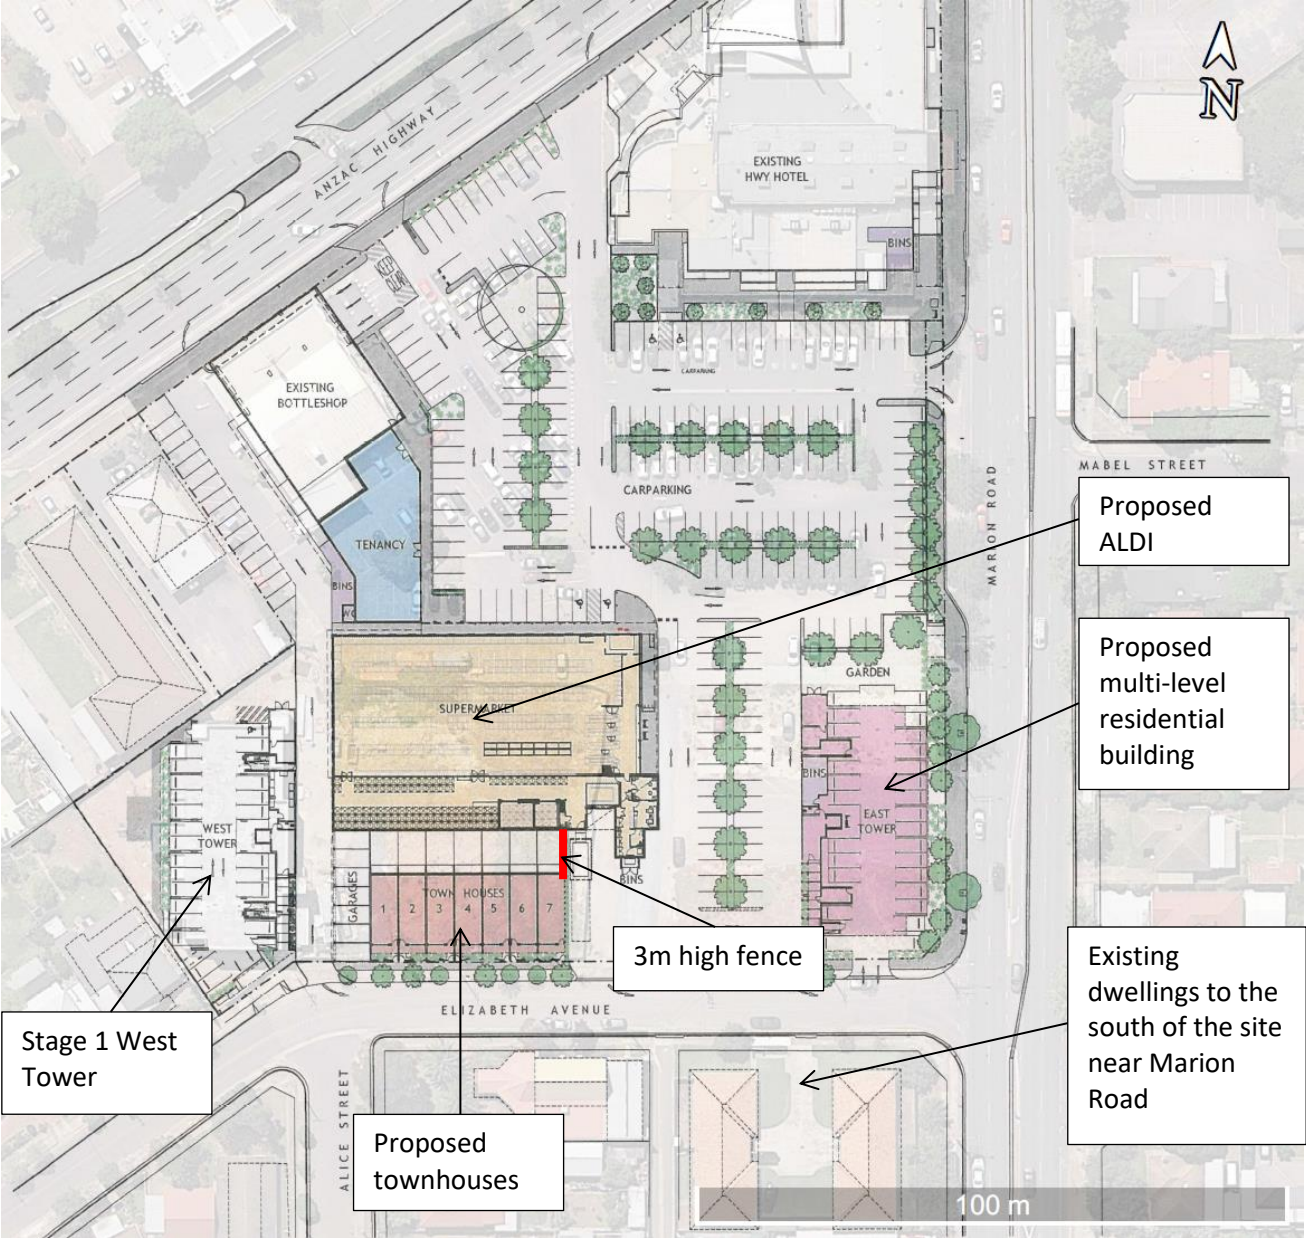 N
ANZAC HIGHWAY
KEEP
CLEAR
EXISTING
HWY HOTEL
BINS
EXISTING
BOTTLESHOP
CARPARKING
CARPARKING
MARION ROAD
MABEL STREET
TENANCY
BINS
WC
Proposed
ALDI
SUPERMARKET
GARDEN
Proposed
multi-level
residential
building
BINS
EAST
TOWER
WEST
TOWER
GARAGES
TOWN HOUSES
1 2 3 4 5 6 7
BINS
3m high fence
Existing
dwellings to the
south of the site
near Marion
Road
ELIZABETH AVENUE
Stage 1 West
Tower
ALICE STREET
Proposed
townhouses
100 m